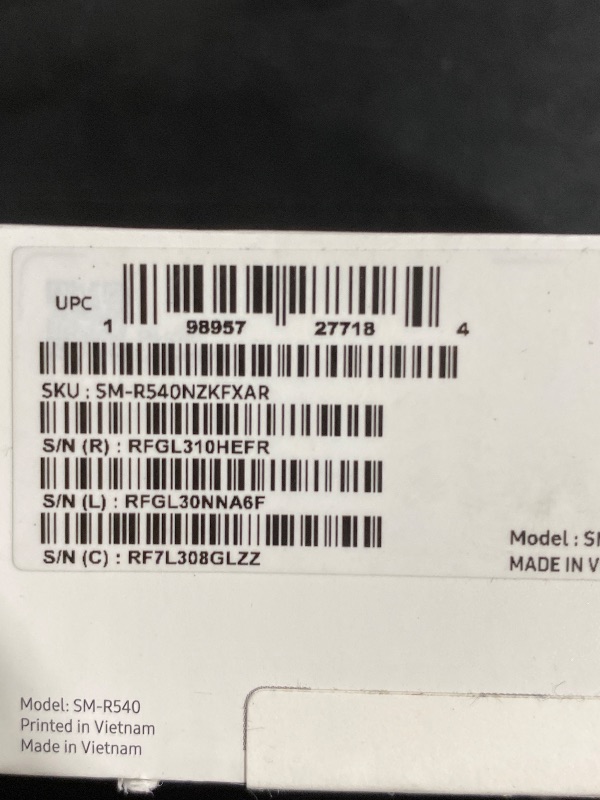 UPC
1 98957 27718 4
SKU : SM-R540NZKFXAR
S/N (R) : RFGL310HEFR
S/N (L) : RFGL30NNA6F
S/N (C) : RF7L308GLZZ
Model : S
MADE IN V
Model: SM-R540
Printed in Vietnam
Made in Vietnam